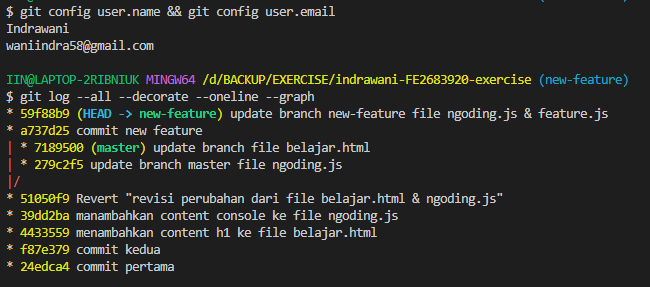 $ git config user.name && git config user.email
Indrawani
waniindra58@gmail.com
IIN@LAPTOP-2RIBNIUK MINGW64 /d/BACKUP/EXERCISE/indrawani-FE2683920-exercise (new-feature)
$ git log --all --decorate --oneline --graph
* 59f88b9 (HEAD -> new-feature) update branch new-feature file ngoding.js & feature.js
* a737d25 commit new feature
| * 7189500 (master) update branch file belajar.html
| * 279c2f5 update branch master file ngoding.js
|/
* 51050f9 Revert "revisi perubahan dari file belajar.html & ngoding.js"
* 39dd2ba manambahkan content console ke file ngoding.js
* 4433559 menambahkan content h1 ke file belajar.html
* f87e379 commit kedua
* 24edca4 commit pertama